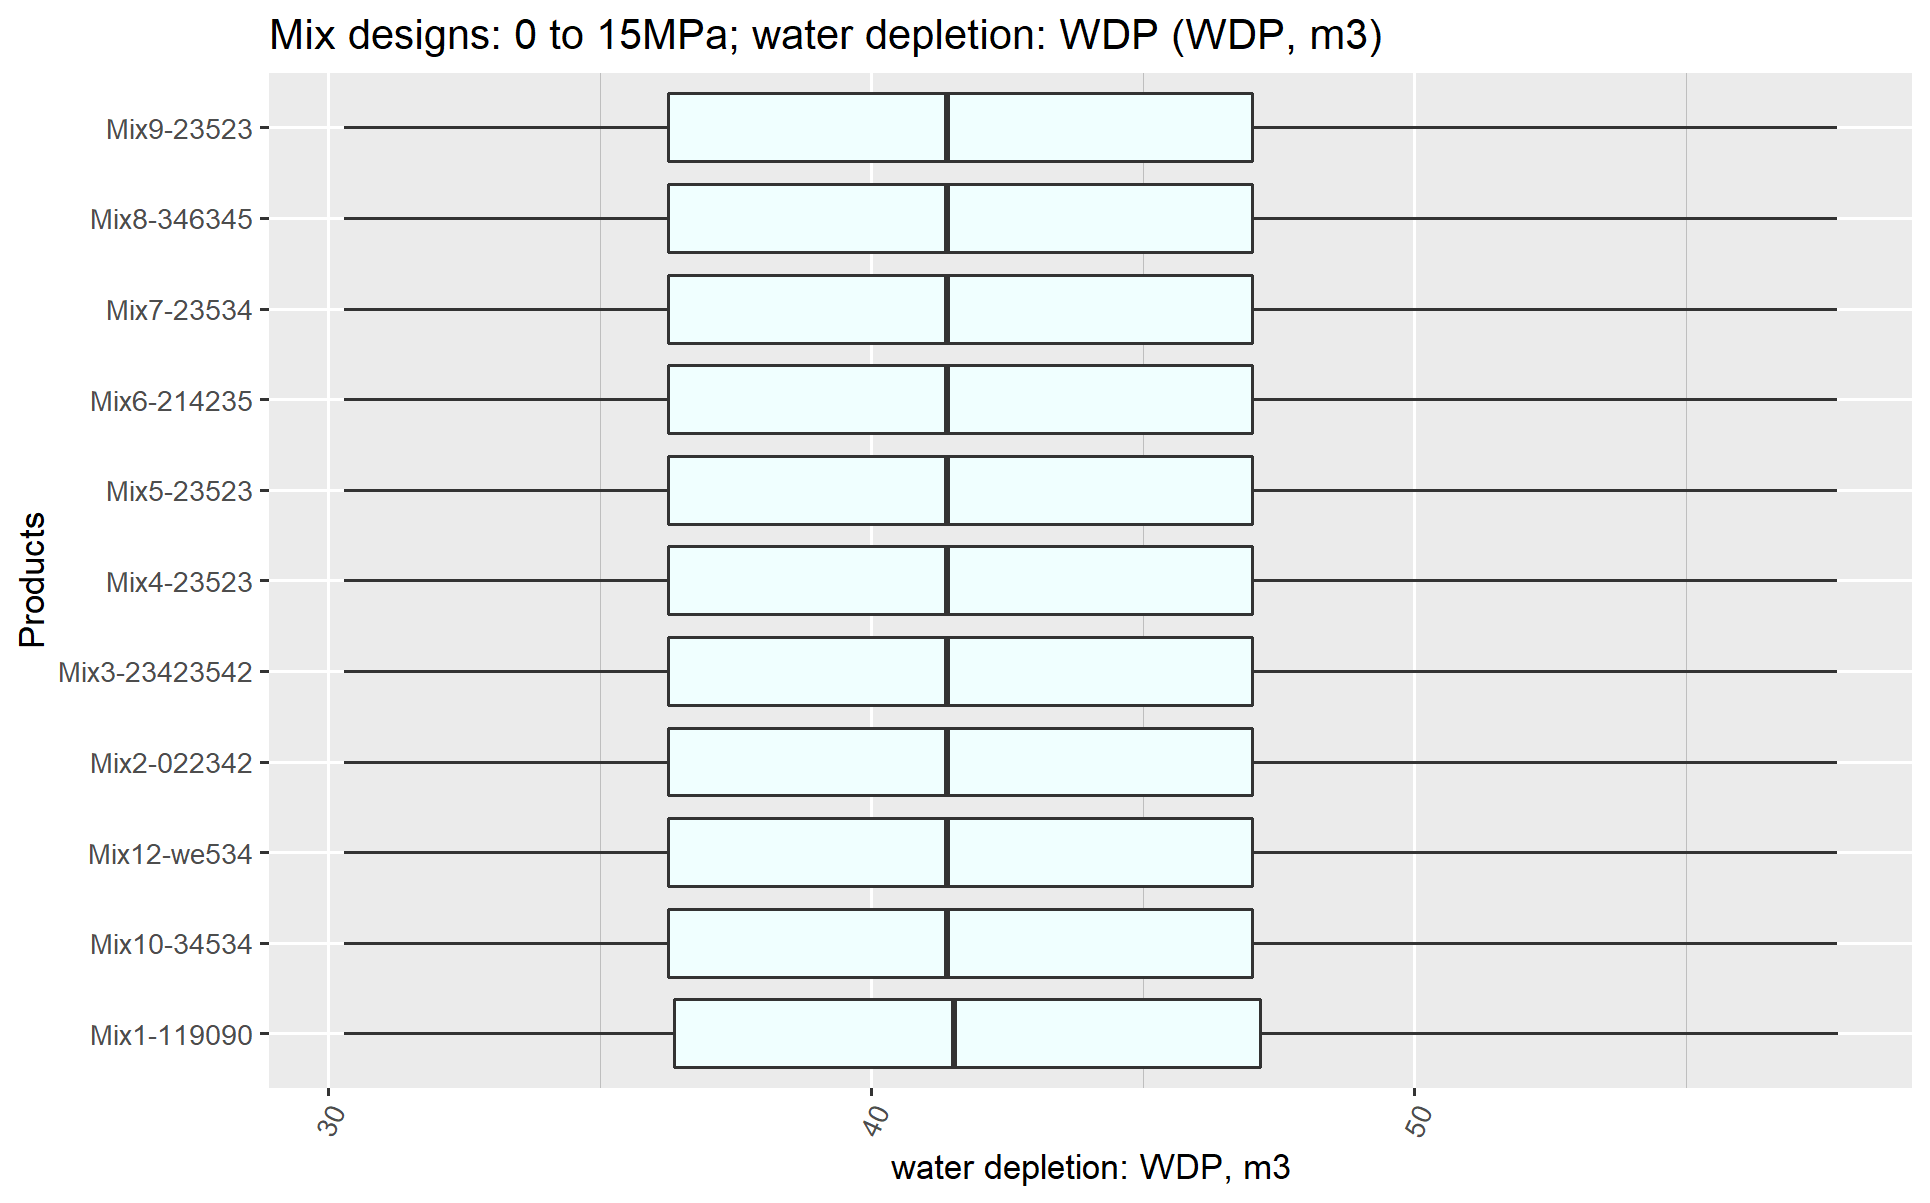 Mix designs: 0 to 15MPa; water depletion: WDP (WDP, m3)
Products
Mix9-23523
Mix8-346345
Mix7-23534
Mix6-214235
Mix5-23523
Mix4-23523
Mix3-23423542
Mix2-022342
Mix12-we534
Mix10-34534
Mix1-119090
30
40
50
water depletion: WDP, m3